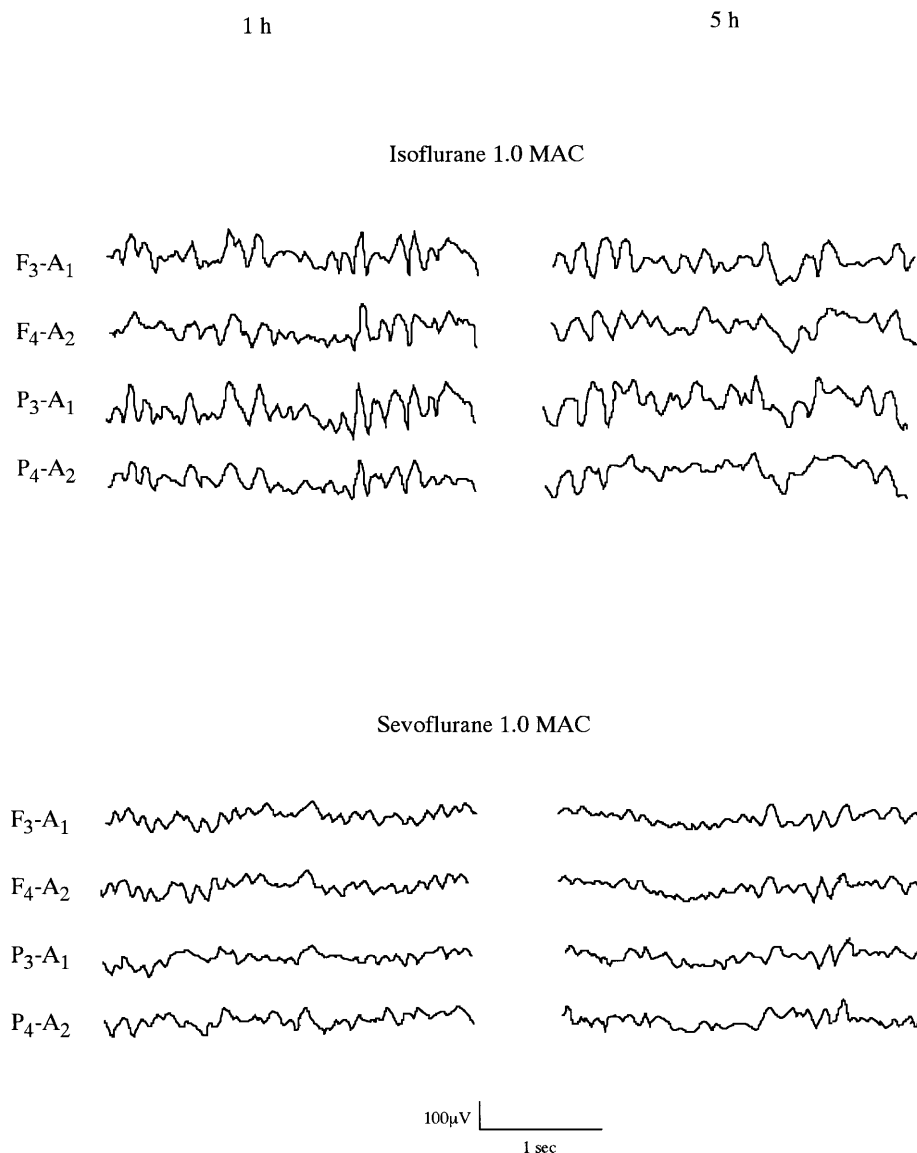 1 h 5 h
Isoflurane 1.0 MAC
F3-A1
F4-A2
P3-A1
P4-A2
Sevoflurane 1.0 MAC
F3-A1
F4-A2
P3-A1
P4-A2
100μV
1 sec